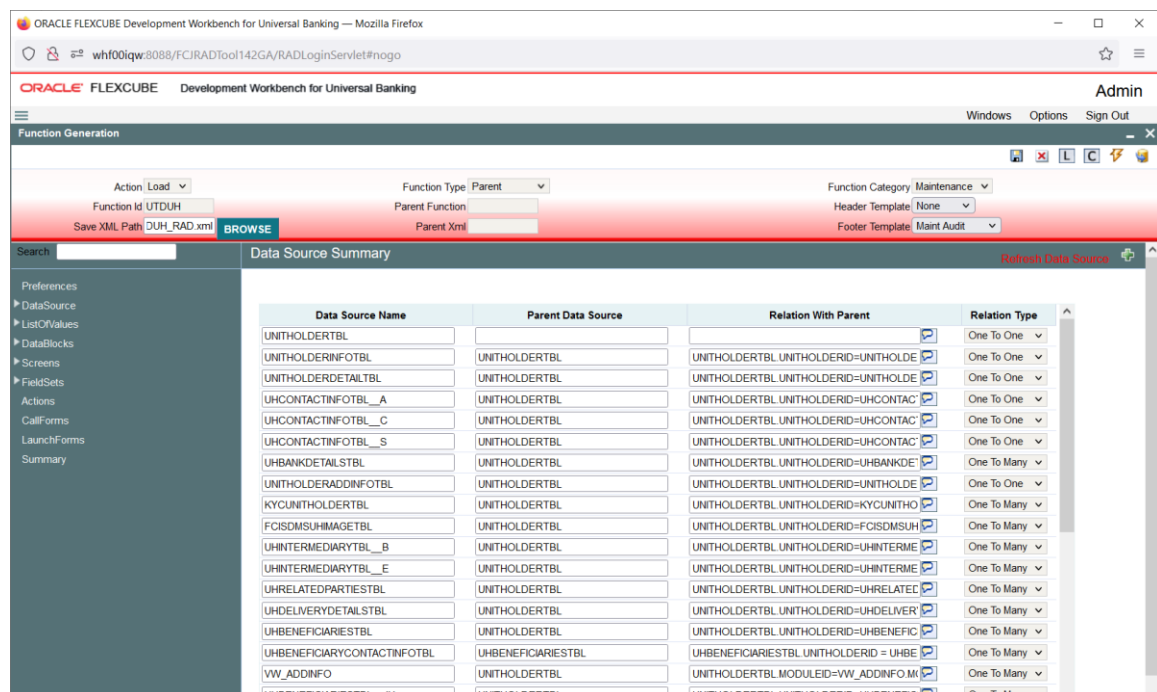 ORACLE FLEXCUBE Development Workbench for Universal Banking — Mozilla Firefox
whf00iqw:8088/FCJRADTool142GA/RADLoginServlet#nogo
ORACLE FLEXCUBE Development Workbench for Universal Banking Admin
Windows Options Sign Out
Function Generation
L C
Action Load Function Type Parent Function Category Maintenance
Function Id UTDUH Parent Function Header Template None
Save XML Path DUH_RAD.xml BROWSE Parent Xml Footer Template Maint Audit
Search Data Source Summary Refresh Data Source
Preferences
DataSource
ListOfValues
DataBlocks
Screens
FieldSets
Actions
CallForms
LaunchForms
Summary
Data Source Name Parent Data Source Relation With Parent Relation Type
UNITHOLDERTBL One To One
UNITHOLDERINFOTBL UNITHOLDERTBL UNITHOLDERTBL.UNITHOLDERID=UNITHOLDE One To One
UNITHOLDERDETAILTBL UNITHOLDERTBL UNITHOLDERTBL.UNITHOLDERID=UNITHOLDE One To One
UHCONTACTINFOTBL__A UNITHOLDERTBL UNITHOLDERTBL.UNITHOLDERID=UHCONTAC One To One
UHCONTACTINFOTBL__C UNITHOLDERTBL UNITHOLDERTBL.UNITHOLDERID=UHCONTAC One To One
UHCONTACTINFOTBL__S UNITHOLDERTBL UNITHOLDERTBL.UNITHOLDERID=UHCONTAC One To One
UHBANKDETAILSTBL UNITHOLDERTBL UNITHOLDERTBL.UNITHOLDERID=UHBANKDE One To Many
UNITHOLDERADDINFOTBL UNITHOLDERTBL UNITHOLDERTBL.UNITHOLDERID=UNITHOLDE One To One
KYCUNITHOLDERTBL UNITHOLDERTBL UNITHOLDERTBL.UNITHOLDERID=KYCUNITHO One To Many
FCISDMSUHIMAGETBL UNITHOLDERTBL UNITHOLDERTBL.UNITHOLDERID=FCISDMSUH One To Many
UHINTERMEDIARYTBL__B UNITHOLDERTBL UNITHOLDERTBL.UNITHOLDERID=UHINTERME One To Many
UHINTERMEDIARYTBL__E UNITHOLDERTBL UNITHOLDERTBL.UNITHOLDERID=UHINTERME One To Many
UHRELATEDPARTIESTBL UNITHOLDERTBL UNITHOLDERTBL.UNITHOLDERID=UHRELATED One To Many
UHDELIVERYDETAILSTBL UNITHOLDERTBL UNITHOLDERTBL.UNITHOLDERID=UHDELIVER One To Many
UHBENEFICIARIESTBL UNITHOLDERTBL UNITHOLDERTBL.UNITHOLDERID=UHBENEFIC One To Many
UHBENEFICIARYCONTACTINFOTBL UHBENEFICIARIESTBL UHBENEFICIARIESTBL.UNITHOLDERID = UHBE One To Many
VW_ADDINFO UNITHOLDERTBL UNITHOLDERTBL.MODULEID=VW_ADDINFO.M One To Many